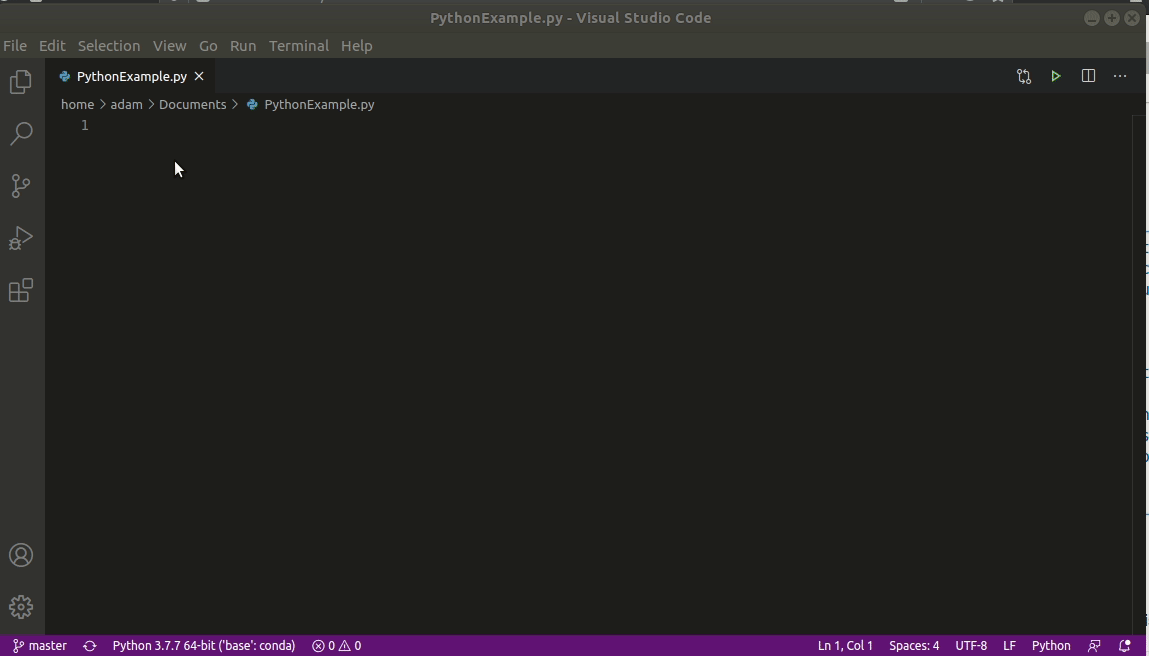 PythonExample.py - Visual Studio Code
File Edit Selection View Go Run Terminal Help
PythonExample.py
home > adam > Documents > PythonExample.py
1
master Python 3.7.7 64-bit ('base': conda) 0 0 Ln 1, Col 1 Spaces: 4 UTF-8 LF Python